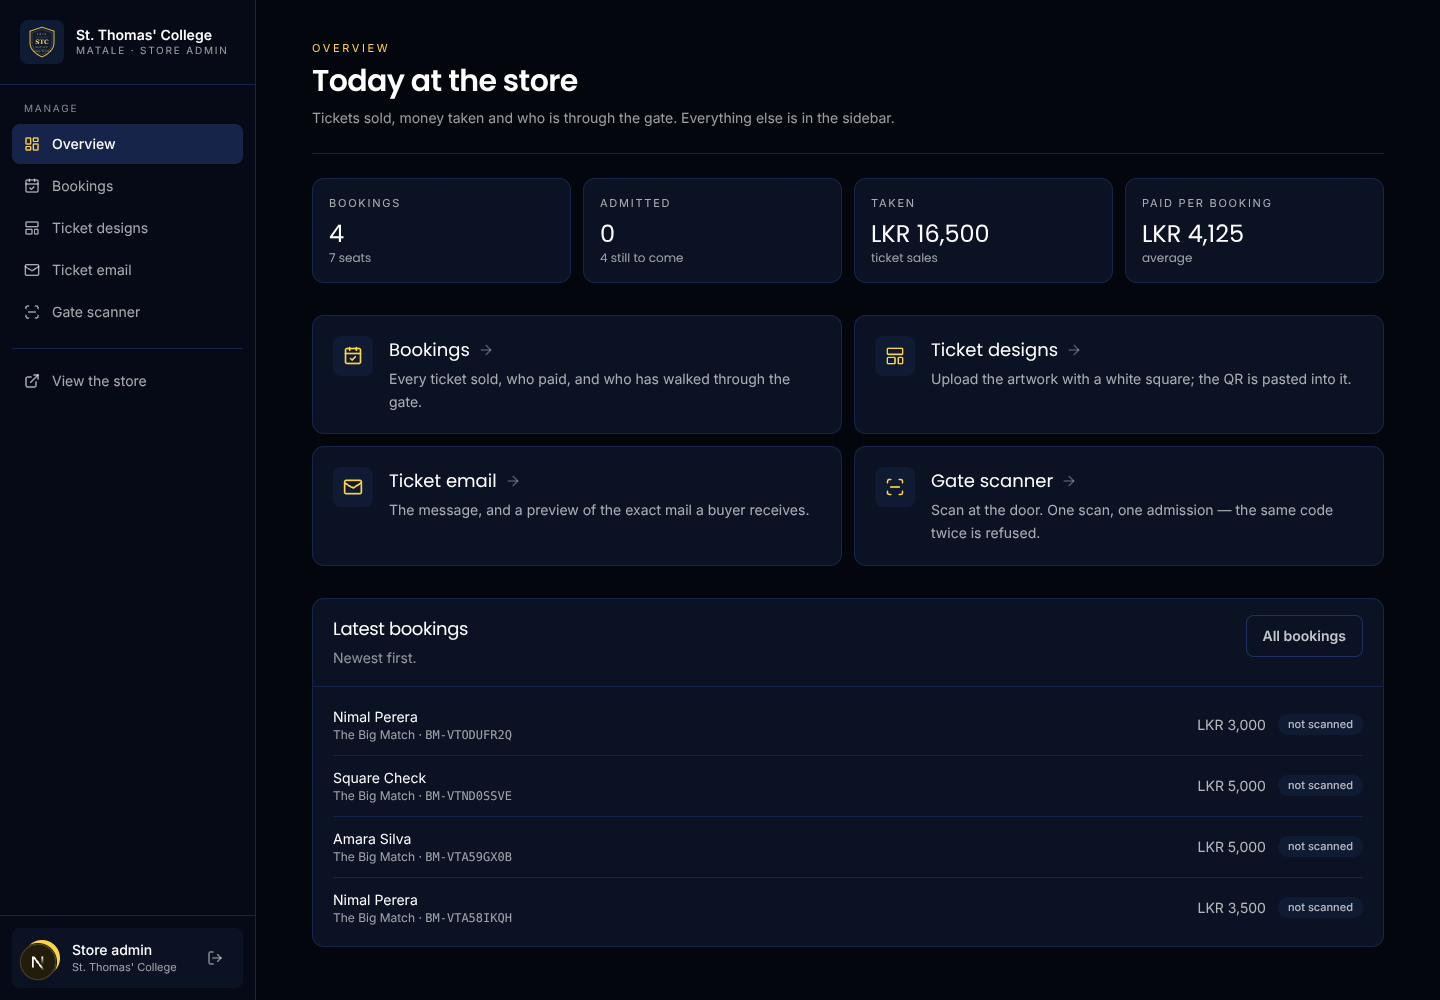 St. Thomas' College
MATALE · STORE ADMIN
MANAGE
Overview
Bookings
Ticket designs
Ticket email
Gate scanner
View the store
Store admin
St. Thomas' College
N
OVERVIEW
Today at the store
Tickets sold, money taken and who is through the gate. Everything else is in the sidebar.
BOOKINGS
4
7 seats
ADMITTED
0
4 still to come
TAKEN
LKR 16,500
ticket sales
PAID PER BOOKING
LKR 4,125
average
Bookings
Every ticket sold, who paid, and who has walked through the
gate.
Ticket designs
Upload the artwork with a white square; the QR is pasted into it.
Ticket email
The message, and a preview of the exact mail a buyer receives.
Gate scanner
Scan at the door. One scan, one admission — the same code
twice is refused.
Latest bookings
Newest first.
All bookings
Nimal Perera
The Big Match · BM-VTODUFR2Q
LKR 3,000 not scanned
Square Check
The Big Match · BM-VTND0SSVE
LKR 5,000 not scanned
Amara Silva
The Big Match · BM-VTA59GX0B
LKR 5,000 not scanned
Nimal Perera
The Big Match · BM-VTA58IKQH
LKR 3,500 not scanned